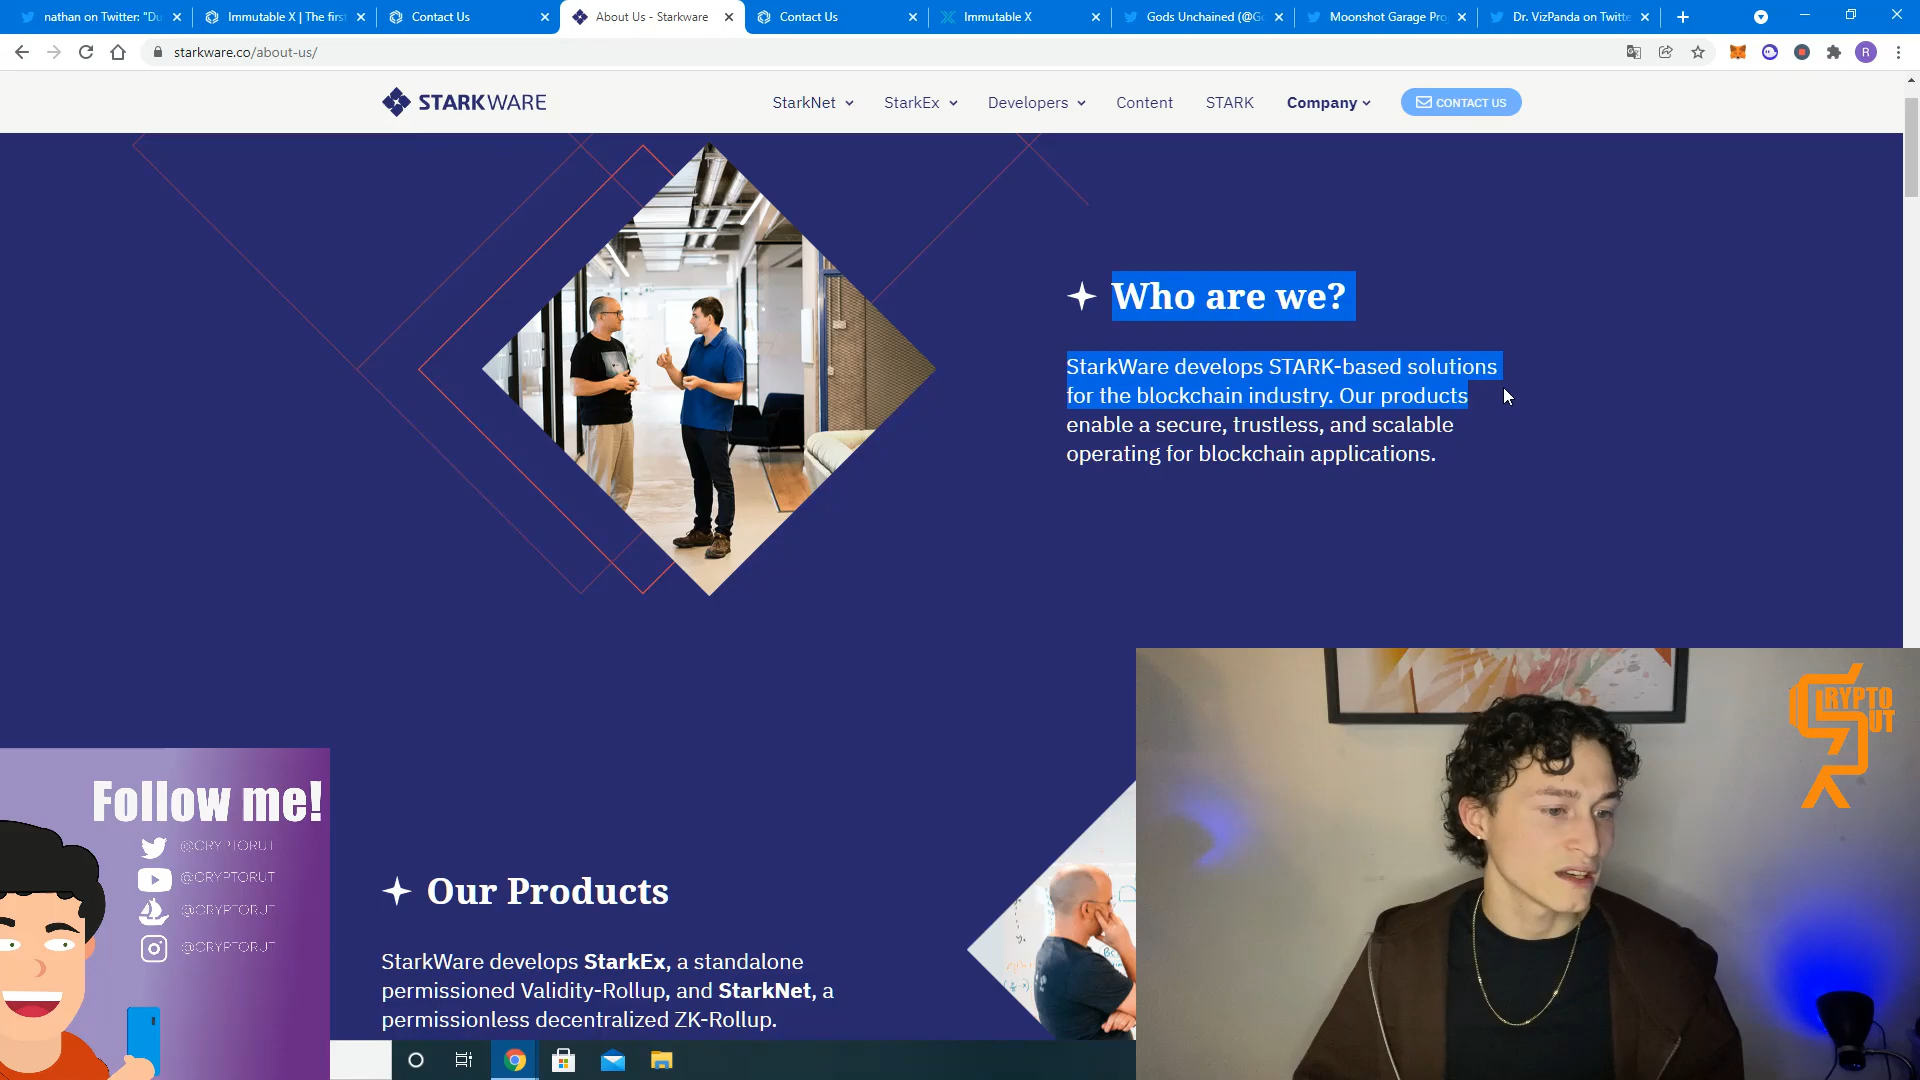 nathan on Twitter: "Du
Immutable X | The first
Contact Us
About Us - Starkware
Contact Us
Immutable X
Gods Unchained (@Go
Moonshot Garage Pro
Dr. VizPanda on Twitte
starkware.co/about-us/
R
STARKWARE
StarkNet
StarkEx
Developers
Content
STARK
Company
CONTACT US
Who are we?
StarkWare develops STARK-based solutions
for the blockchain industry. Our products
enable a secure, trustless, and scalable
operating for blockchain applications.
Our Products
StarkWare develops StarkEx, a standalone
permissioned Validity-Rollup, and StarkNet, a
permissionless decentralized ZK-Rollup.
Follow me!
@CRYPTORUT
@CRYPTORUT
@CRYPTORUT
@CRYPTORUT
CRYPTO
RUT